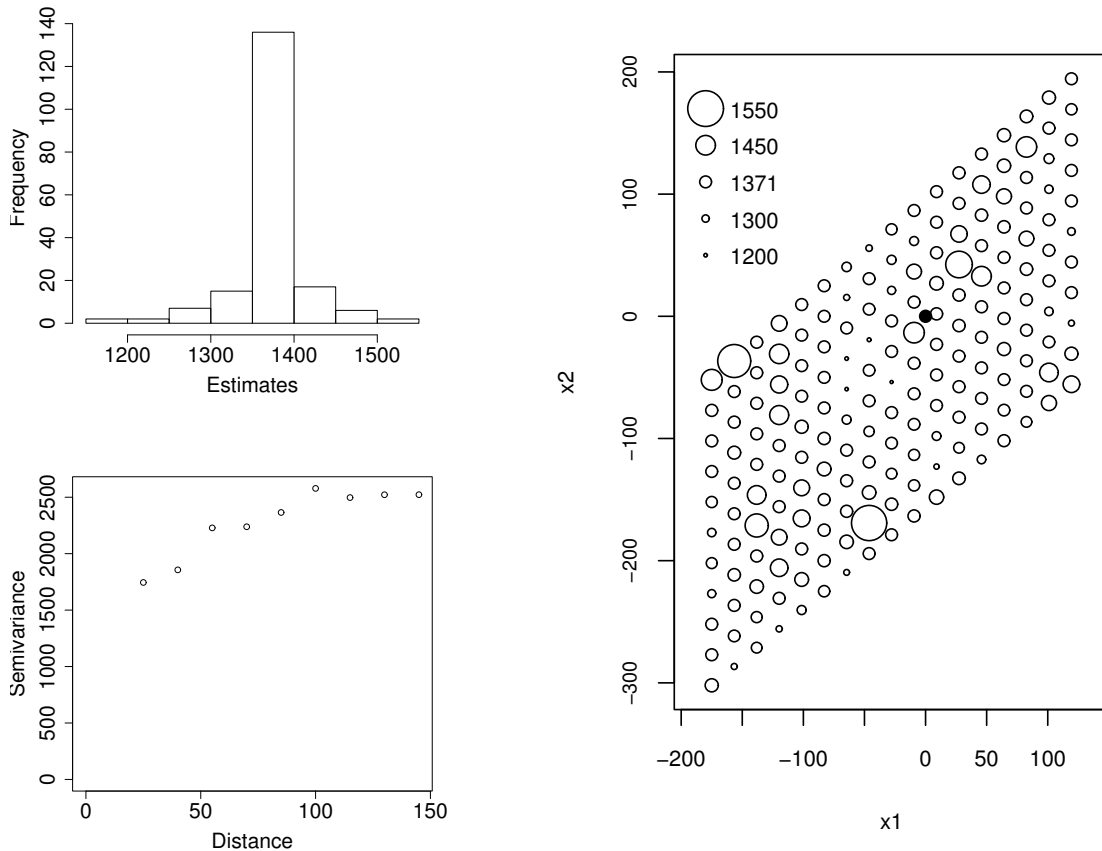 Frequency
0 20 40 60 80 100 120 140
1200 1300 1400 1500
Estimates
Semivariance
0 500 1000 1500 2000 2500
0 50 100 150
Distance
x2
−300 −200 −100 0 100 200
1550
1450
1371
1300
1200
−200 −100 0 50 100
x1